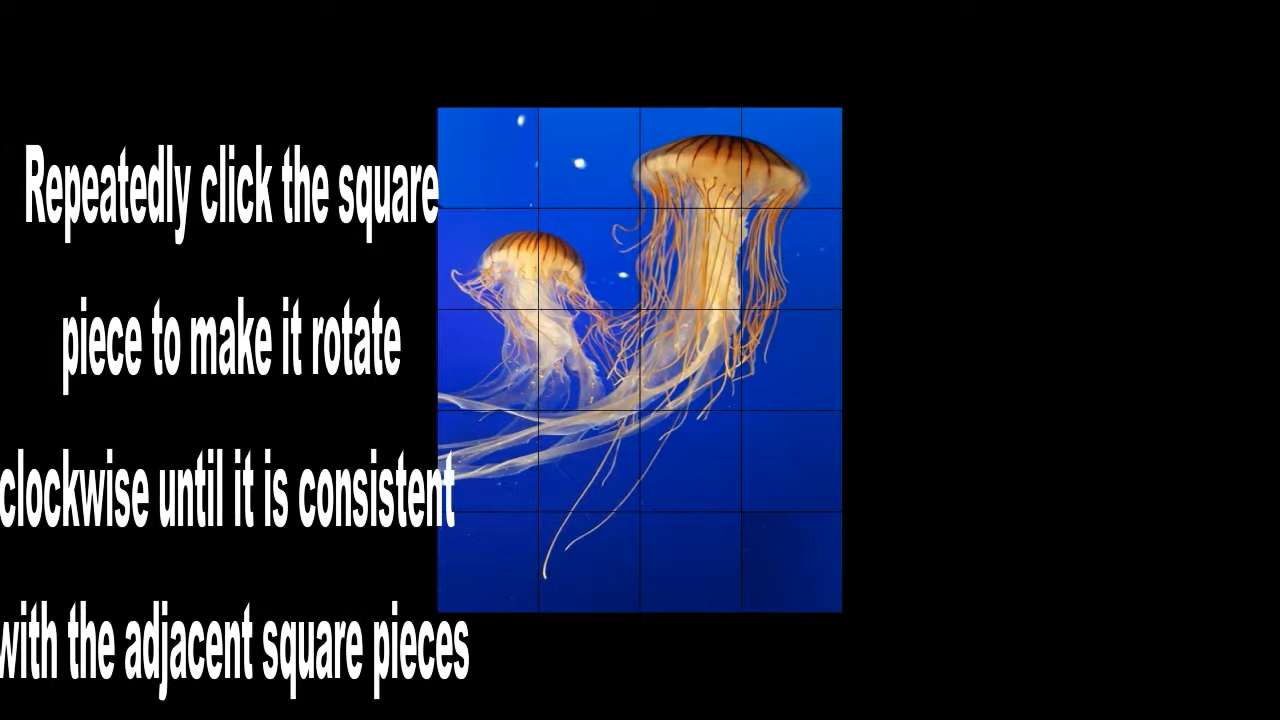 Repeatedly click the square
piece to make it rotate
clockwise until it is consistent
with the adjacent square pieces